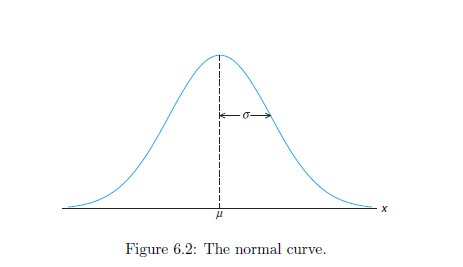 σ
x
μ
Figure 6.2: The normal curve.